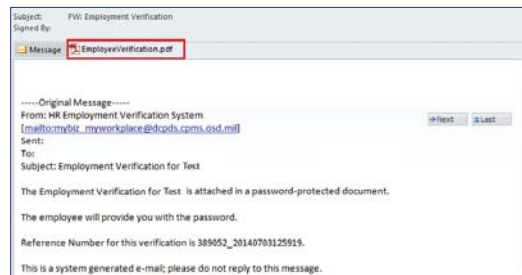 Subject: FW: Employment Verification
Signed By:
Message EmployeeVerification.pdf
-----Original Message-----
From: HR Employment Verification System
[mailto:mybiz_myworkplace@dcpds.cpms.osd.mil]
Next Last
Sent:
To:
Subject: Employment Verification for Test
The Employment Verification for Test is attached in a password-protected document.
The employee will provide you with the password.
Reference Number for this verification is 389052_20140703125919.
This is a system generated e-mail; please do not reply to this message.